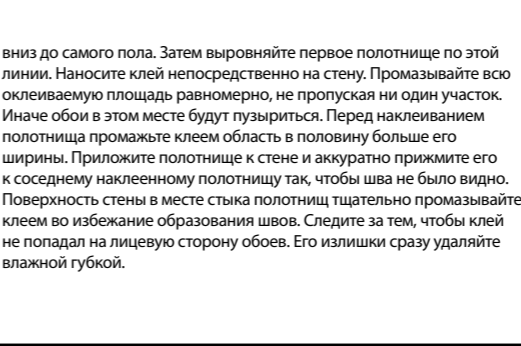 вниз до самого пола. Затем выровняйте первое полотнище по этой
линии. Наносите клей непосредственно на стену. Промазывайте всю
оклеиваемую площадь равномерно, не пропуская ни один участок.
Иначе обои в этом месте будут пузыриться. Перед наклеиванием
полотнища промажьте клеем область в половину больше его
ширины. Приложите полотнище к стене и аккуратно прижмите его
к соседнему наклеенному полотнищу так, чтобы шва не было видно.
Поверхность стены в месте стыка полотнищ тщательно промазывайте
клеем во избежание образования швов. Следите за тем, чтобы клей
не попадал на лицевую сторону обоев. Его излишки сразу удаляйте
влажной губкой.